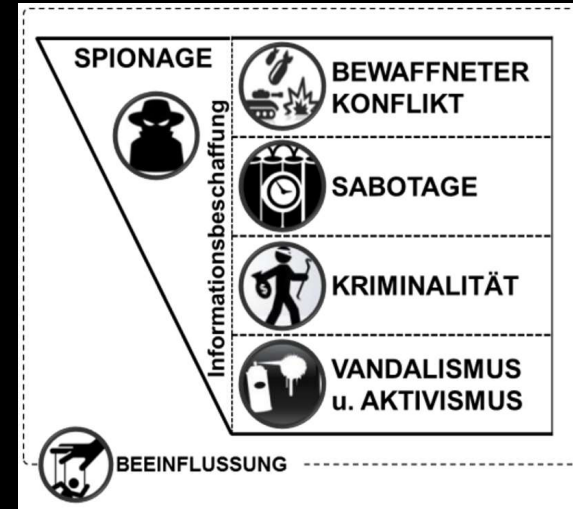 SPIONAGE
Informationsbeschaffung
BEWAFFNETER
KONFLIKT
SABOTAGE
KRIMINALITÄT
VANDALISMUS
u. AKTIVISMUS
BEEINFLUSSUNG